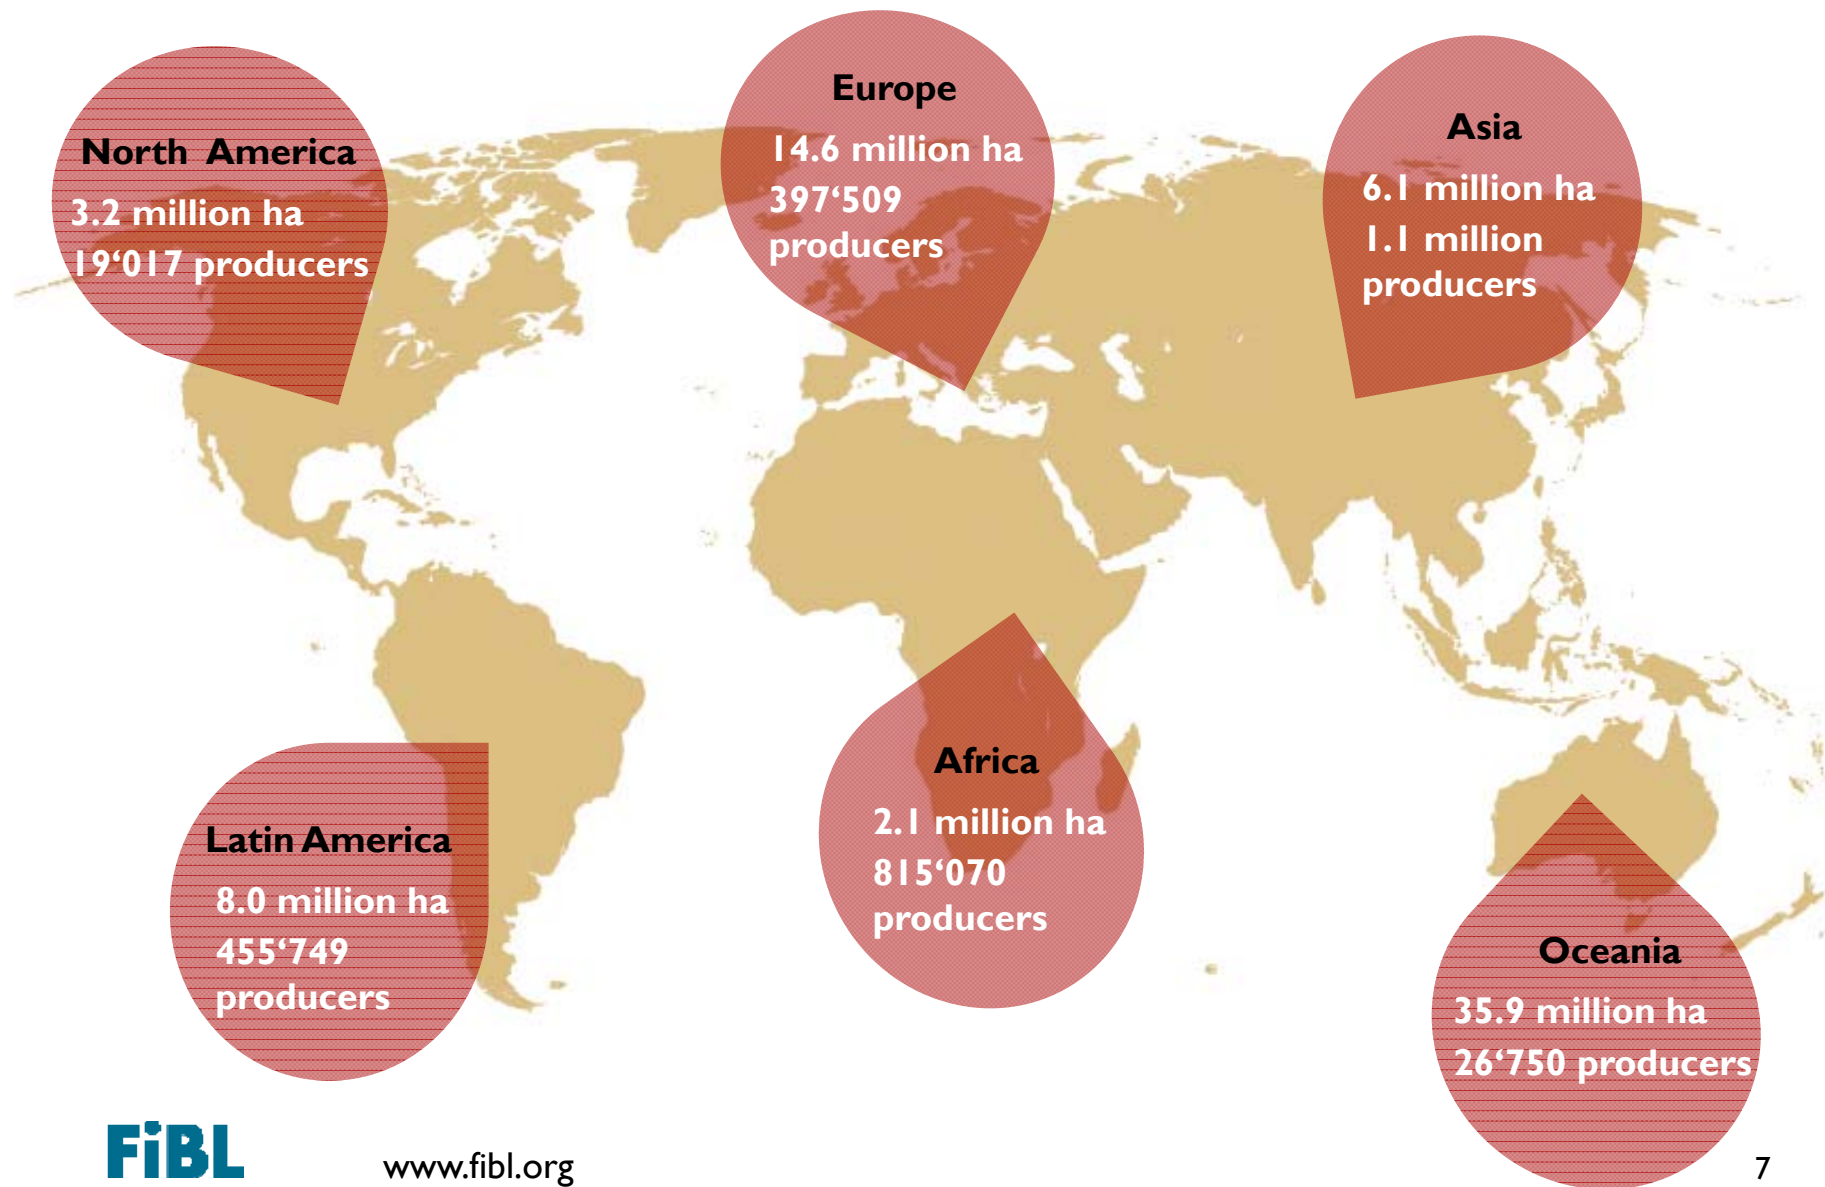 North America
3.2 million ha
19‘017 producers
Europe
14.6 million ha
397‘509
producers
Asia
6.1 million ha
1.1 million
producers
Latin America
8.0 million ha
455‘749
producers
Africa
2.1 million ha
815‘070
producers
Oceania
35.9 million ha
26‘750 producers
FiBL
www.fibl.org
7